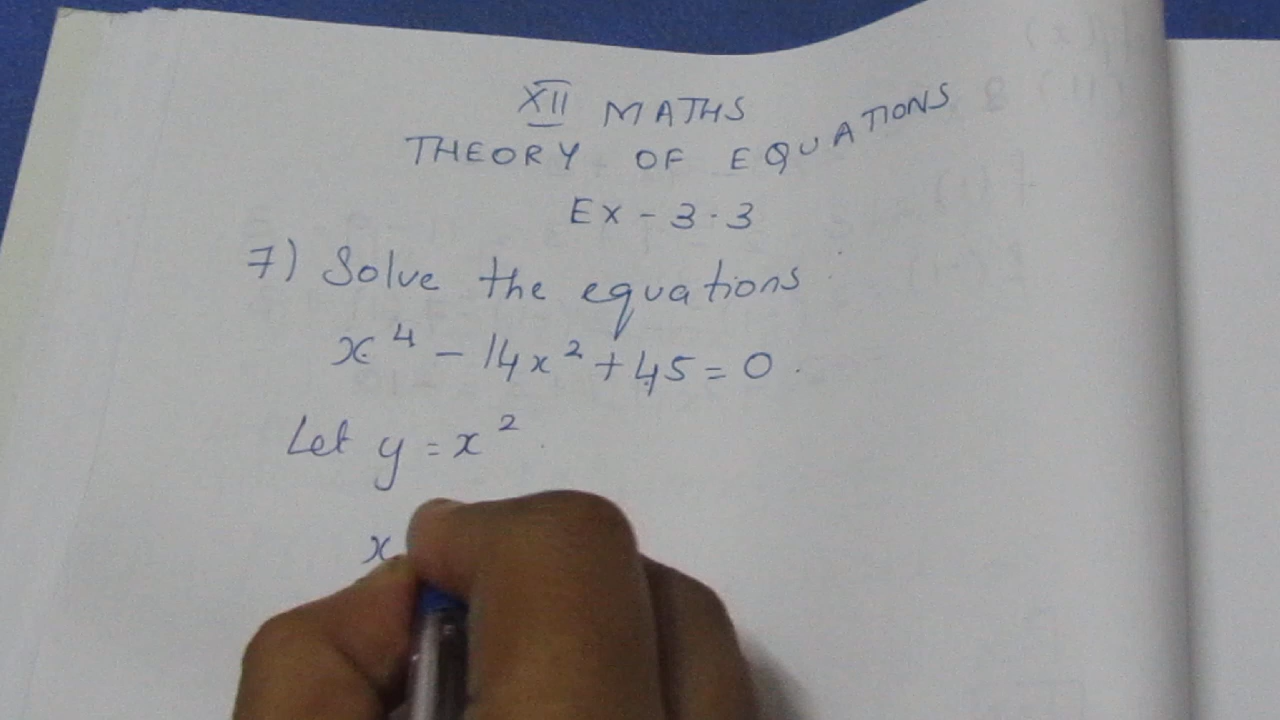 XII MATHS
THEORY OF EQUATIONS
EX - 3.3
7) Solve the equations
x⁴ - 14x² + 45 = 0.
Let y = x²
x